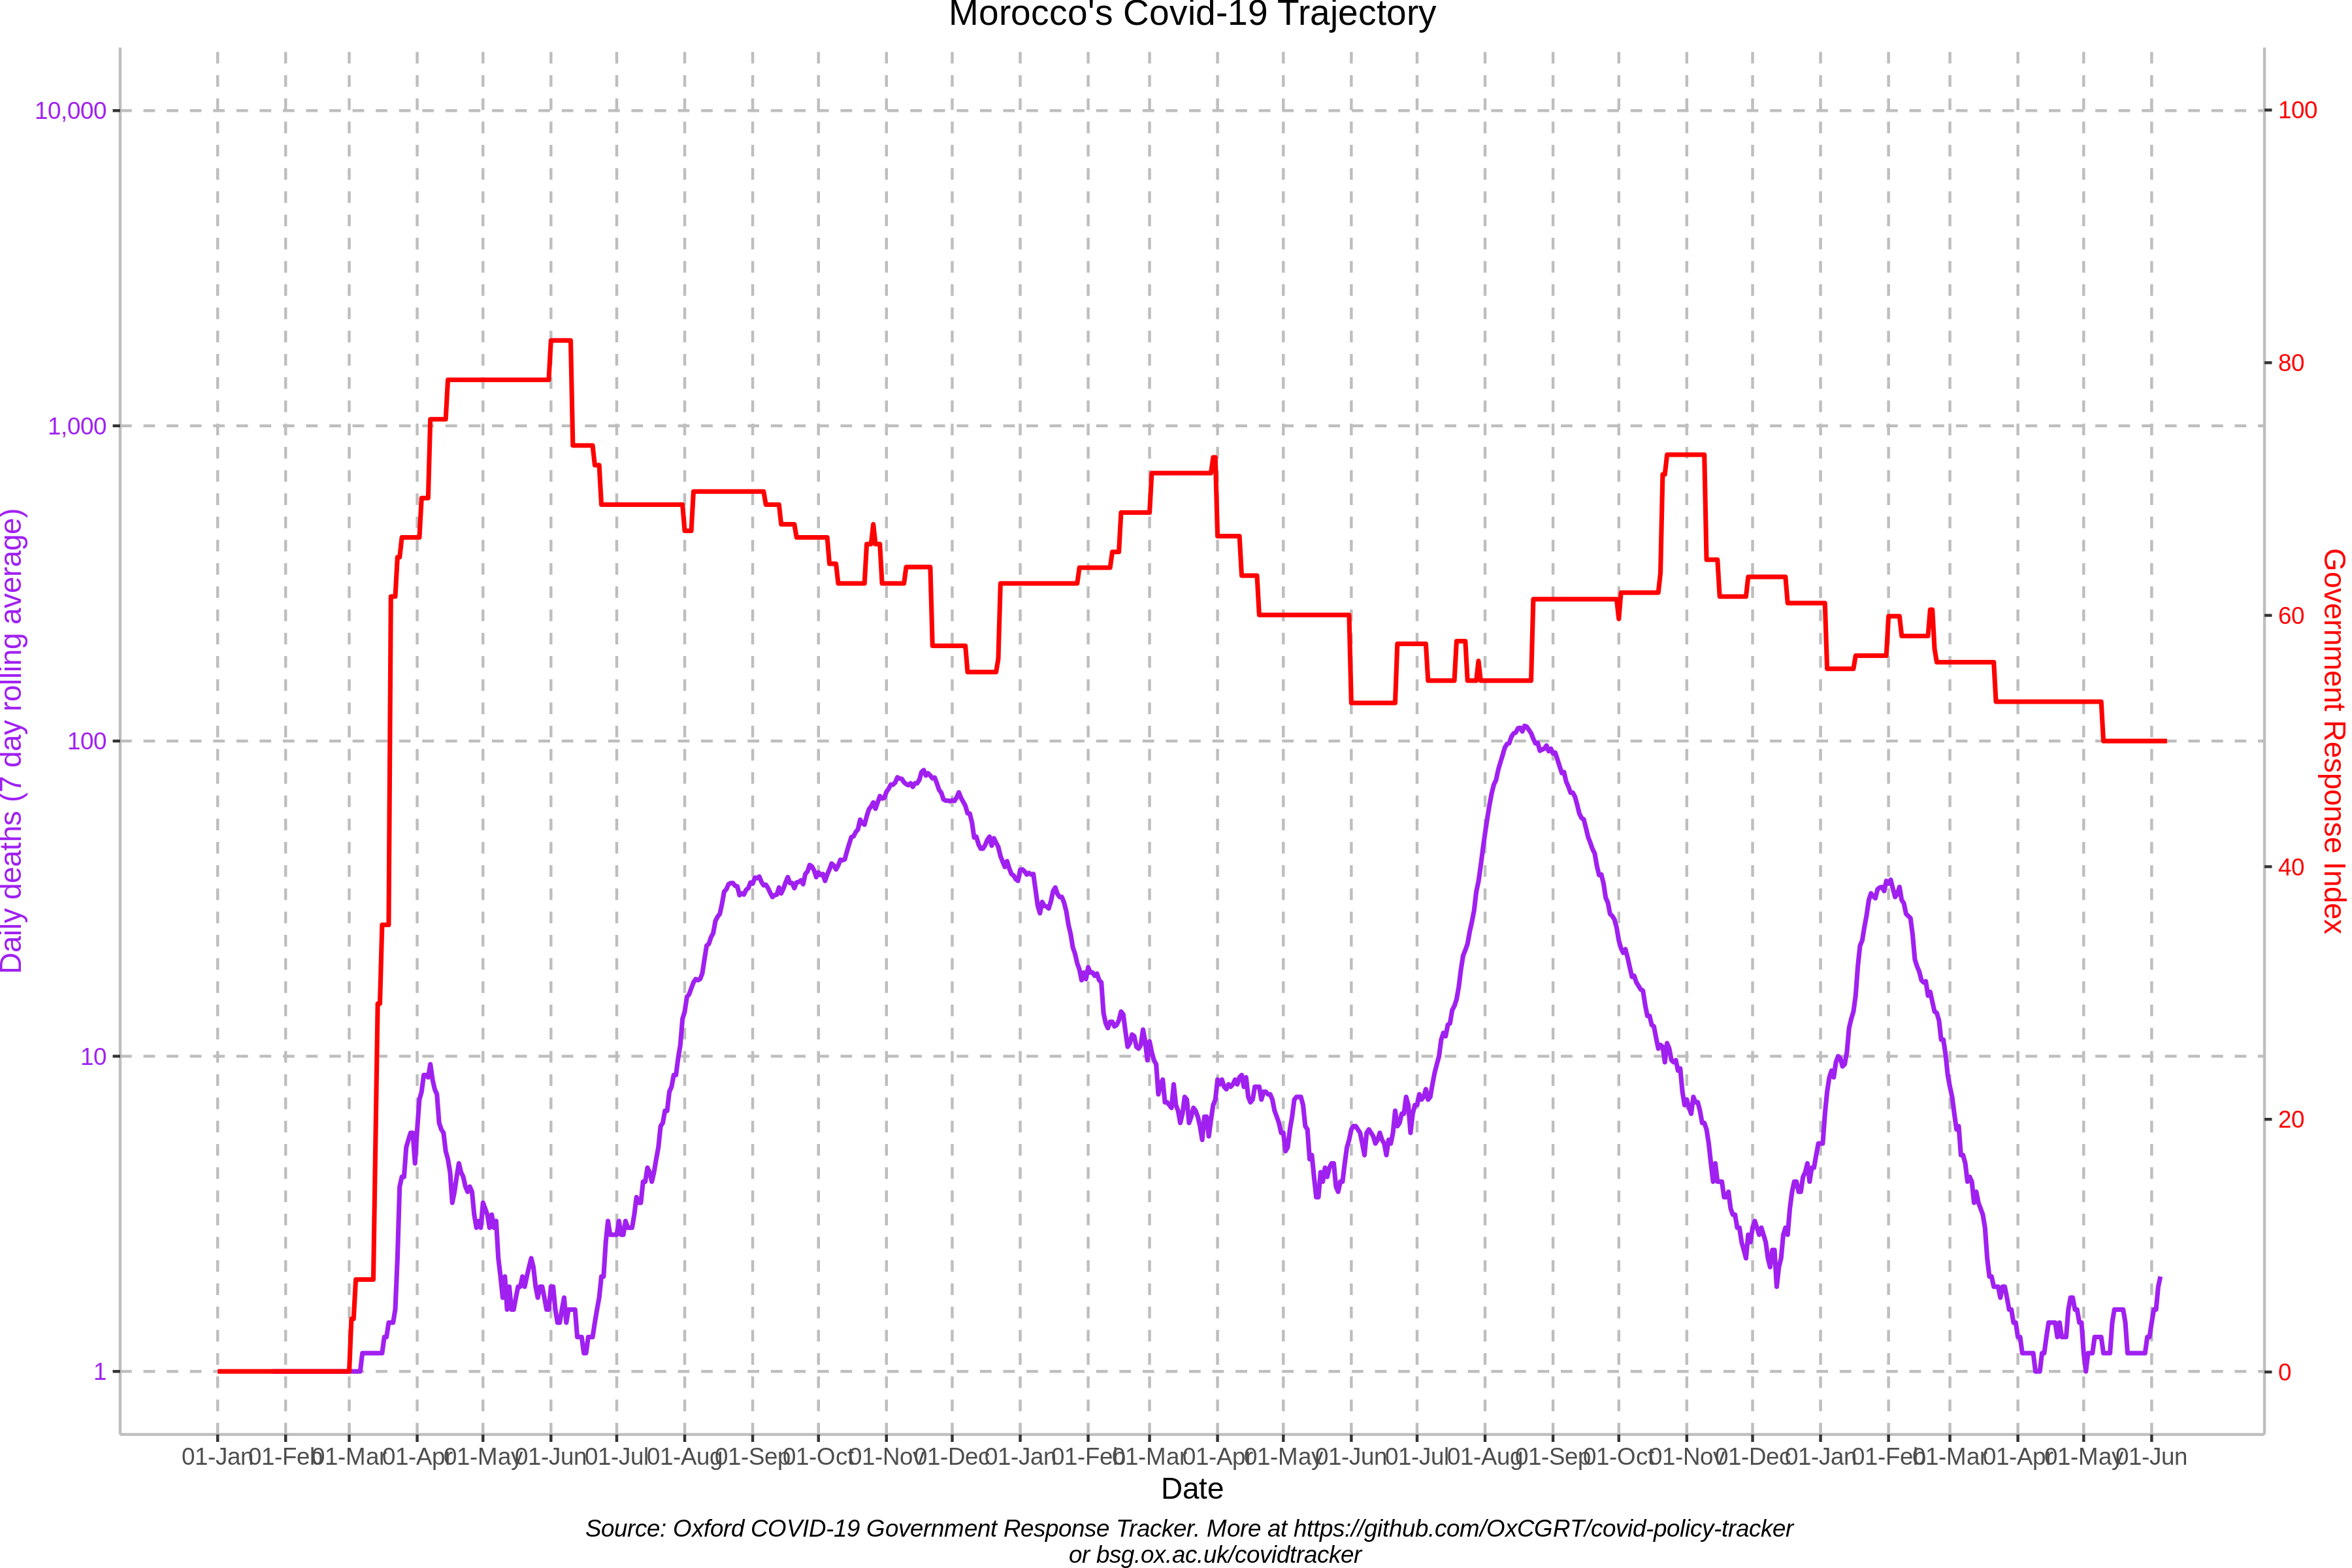 Morocco's Covid-19 Trajectory
10,000
1,000
100
10
1
Daily deaths (7 day rolling average)
100
80
60
40
20
0
Government Response Index
01-Jan 01-Feb 01-Mar 01-Apr 01-May 01-Jun 01-Jul 01-Aug 01-Sep 01-Oct 01-Nov 01-Dec 01-Jan 01-Feb 01-Mar 01-Apr 01-May 01-Jun 01-Jul 01-Aug 01-Sep 01-Oct 01-Nov 01-Dec 01-Jan 01-Feb 01-Mar 01-Apr 01-May 01-Jun
Date
Source: Oxford COVID-19 Government Response Tracker. More at https://github.com/OxCGRT/covid-policy-tracker
or bsg.ox.ac.uk/covidtracker